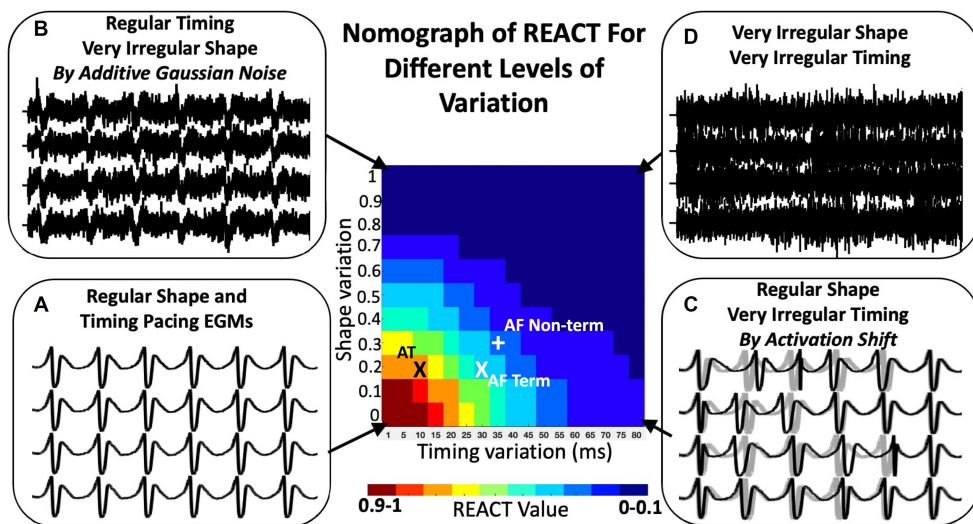 B
Regular Timing
Very Irregular Shape
By Additive Gaussian Noise
Nomograph of REACT For
Different Levels of
Variation
D
Very Irregular Shape
Very Irregular Timing
A
Regular Shape and
Timing Pacing EGMs
Shape variation
1
0.9
0.8
0.7
0.6
0.5
0.4
0.3
0.2
0.1
0
AF Non-term
AT
X
+
X
AF Term
1 5 10 15 20 25 30 35 40 45 50 55 60 65 70 75 80
Timing variation (ms)
0.9-1
REACT Value
0-0.1
C
Regular Shape
Very Irregular Timing
By Activation Shift